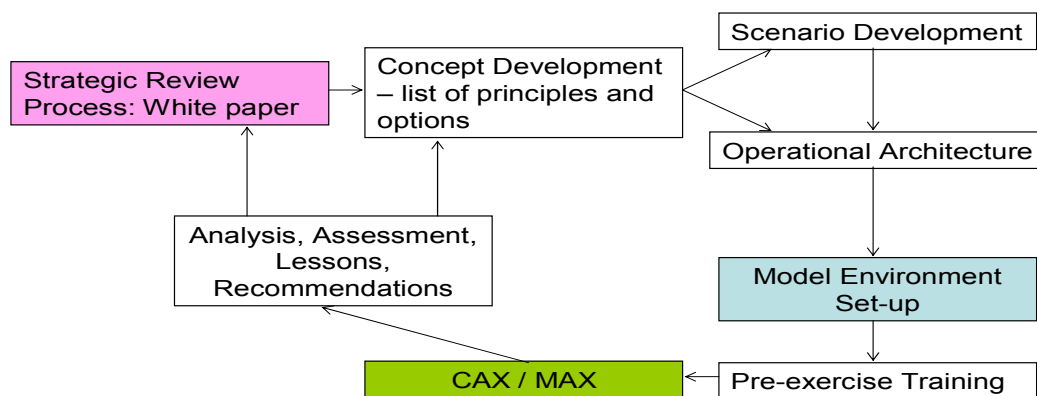 Scenario Development
Strategic Review
Process: White paper
Concept Development
– list of principles and
options
Operational Architecture
Analysis, Assessment,
Lessons,
Recommendations
Model Environment
Set-up
CAX / MAX
Pre-exercise Training